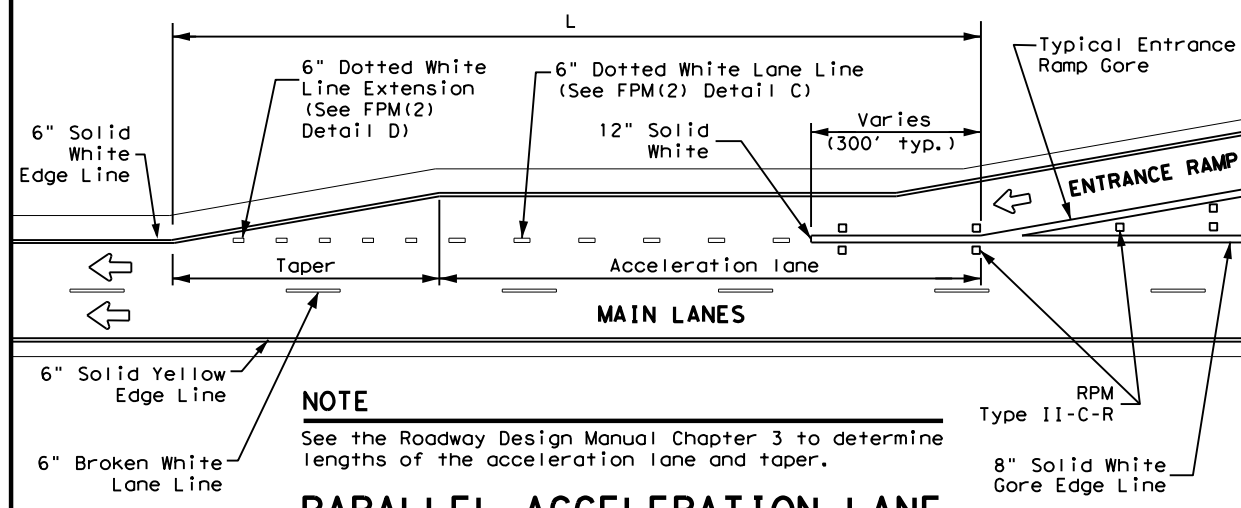 L
6" Dotted White
Line Extension
(See FPM(2)
Detail D)
6" Dotted White Lane Line
(See FPM(2) Detail C)
Typical Entrance
Ramp Gore
6" Solid
White
Edge Line
12" Solid
White
Varies
(300' typ.)
ENTRANCE RAMP
Taper
Acceleration lane
MAIN LANES
6" Solid Yellow
Edge Line
6" Broken White
Lane Line
RPM
Type II-C-R
8" Solid White
Gore Edge Line
NOTE
See the Roadway Design Manual Chapter 3 to determine
lengths of the acceleration lane and taper.
PARALLEL ACCELERATION LANE